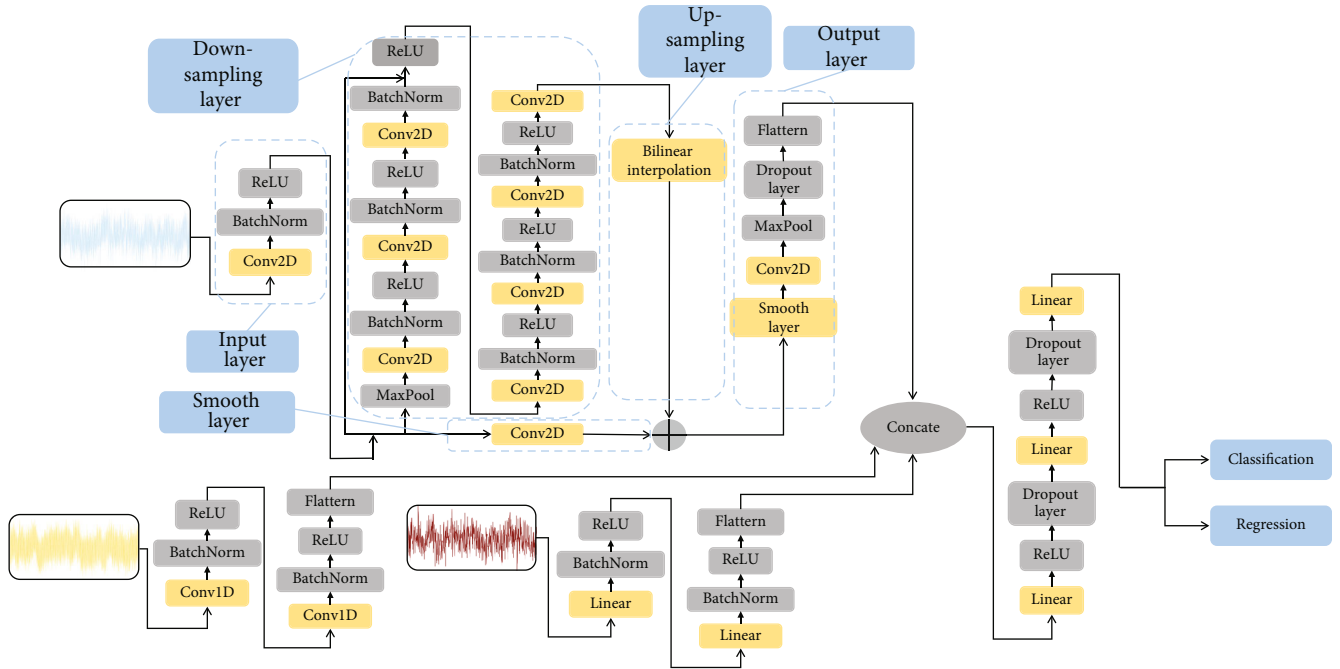 Down-
sampling
layer
Up-
sampling
layer
Output
layer
Input
layer
Smooth
layer
ReLU
BatchNorm
Conv2D
ReLU
BatchNorm
Conv2D
ReLU
BatchNorm
Conv2D
ReLU
BatchNorm
Conv2D
MaxPool
Conv2D
ReLU
BatchNorm
Conv2D
ReLU
BatchNorm
Conv2D
ReLU
BatchNorm
Conv2D
Conv2D
Bilinear
interpolation
Flattern
Dropout
layer
MaxPool
Conv2D
Smooth
layer
Concate
ReLU
BatchNorm
Conv1D
Flattern
ReLU
BatchNorm
Conv1D
ReLU
BatchNorm
Linear
Flattern
ReLU
BatchNorm
Linear
Linear
Dropout
layer
ReLU
Linear
Dropout
layer
ReLU
Linear
Classification
Regression